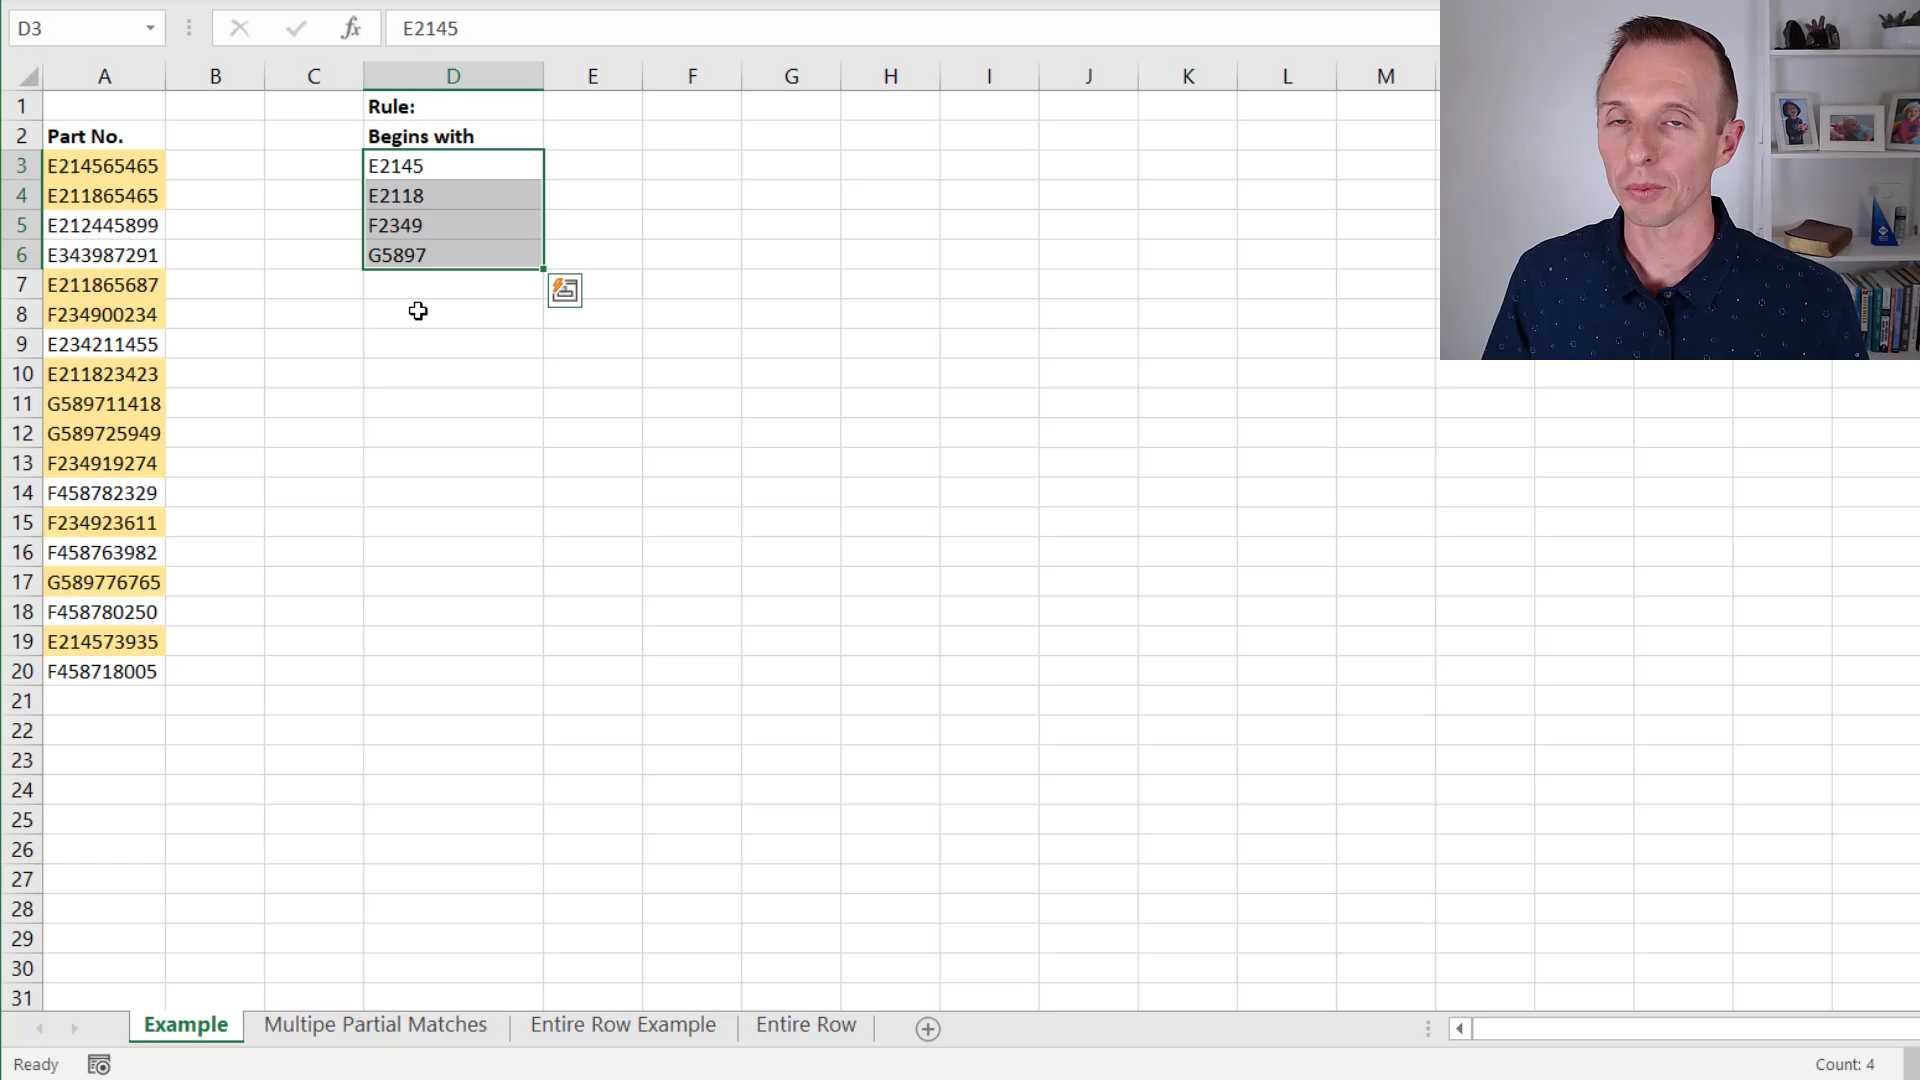 D3 fx E2145
A B C D E F G H I J K L M
1 Rule:
2 Part No. Begins with
3 E214565465 E2145
4 E211865465 E2118
5 E212445899 F2349
6 E343987291 G5897
7 E211865687
8 F234900234
9 E234211455
10 E211823423
11 G589711418
12 G589725949
13 F234919274
14 F458782329
15 F234923611
16 F458763982
17 G589776765
18 F458780250
19 E214573935
20 F458718005
21
22
23
24
25
26
27
28
29
30
31
Example Multipe Partial Matches Entire Row Example Entire Row
Ready Count: 4